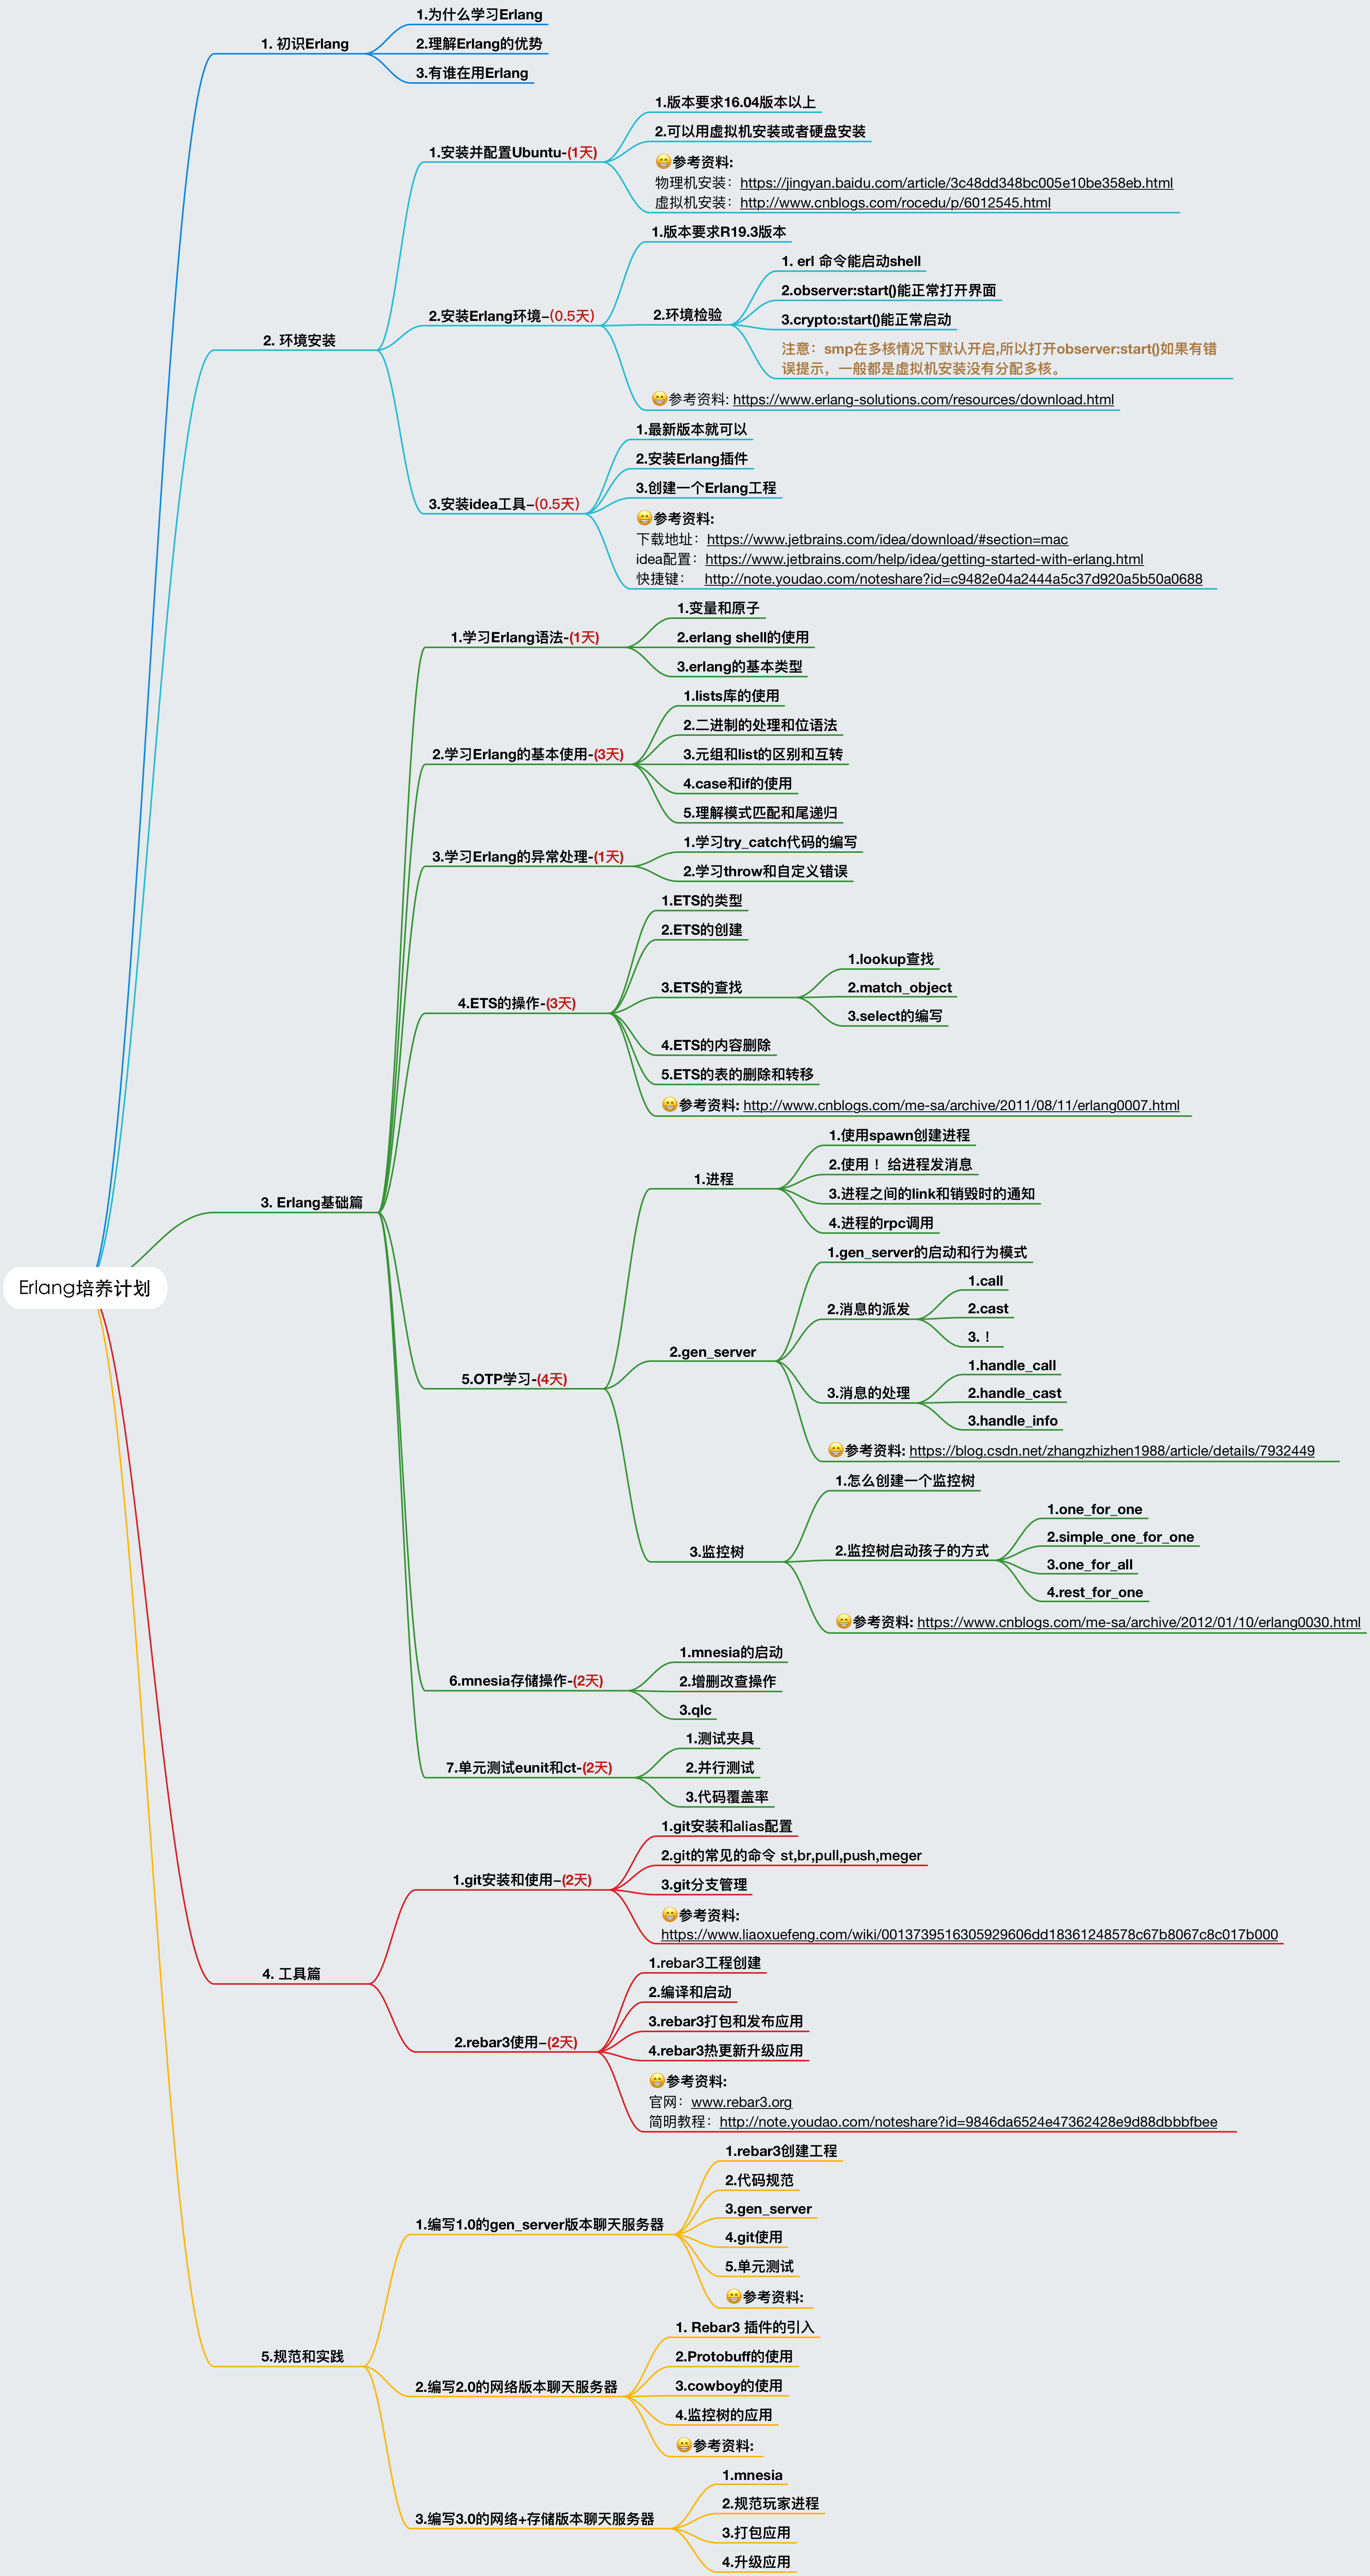 Erlang培养计划
1. 初识Erlang
1.为什么学习Erlang
2.理解Erlang的优势
3.有谁在用Erlang
2. 环境安装
1.安装并配置Ubuntu-(1天)
1.版本要求16.04版本以上
2.可以用虚拟机安装或者硬盘安装
😁参考资料:
物理机安装：https://jingyan.baidu.com/article/3c48dd348bc005e10be358eb.html
虚拟机安装：http://www.cnblogs.com/rocedu/p/6012545.html
2.安装Erlang环境–(0.5天)
1.版本要求R19.3版本
2.环境检验
1. erl 命令能启动shell
2.observer:start()能正常打开界面
3.crypto:start()能正常启动
注意：smp在多核情况下默认开启,所以打开observer:start()如果有错
误提示，一般都是虚拟机安装没有分配多核。
😁参考资料: https://www.erlang-solutions.com/resources/download.html
3.安装idea工具–(0.5天)
1.最新版本就可以
2.安装Erlang插件
3.创建一个Erlang工程
😁参考资料:
下载地址：https://www.jetbrains.com/idea/download/#section=mac
idea配置：https://www.jetbrains.com/help/idea/getting-started-with-erlang.html
快捷键： http://note.youdao.com/noteshare?id=c9482e04a2444a5c37d920a5b50a0688
3. Erlang基础篇
1.学习Erlang语法-(1天)
1.变量和原子
2.erlang shell的使用
3.erlang的基本类型
2.学习Erlang的基本使用-(3天)
1.lists库的使用
2.二进制的处理和位语法
3.元组和list的区别和互转
4.case和if的使用
5.理解模式匹配和尾递归
3.学习Erlang的异常处理-(1天)
1.学习try_catch代码的编写
2.学习throw和自定义错误
4.ETS的操作-(3天)
1.ETS的类型
2.ETS的创建
3.ETS的查找
1.lookup查找
2.match_object
3.select的编写
4.ETS的内容删除
5.ETS的表的删除和转移
😁参考资料: http://www.cnblogs.com/me-sa/archive/2011/08/11/erlang0007.html
5.OTP学习-(4天)
1.进程
1.使用spawn创建进程
2.使用 ！给进程发消息
3.进程之间的link和销毁时的通知
4.进程的rpc调用
2.gen_server
1.gen_server的启动和行为模式
2.消息的派发
1.call
2.cast
3.！
3.消息的处理
1.handle_call
2.handle_cast
3.handle_info
😁参考资料: https://blog.csdn.net/zhangzhizhen1988/article/details/7932449
3.监控树
1.怎么创建一个监控树
2.监控树启动孩子的方式
1.one_for_one
2.simple_one_for_one
3.one_for_all
4.rest_for_one
😁参考资料: https://www.cnblogs.com/me-sa/archive/2012/01/10/erlang0030.html
6.mnesia存储操作-(2天)
1.mnesia的启动
2.增删改查操作
3.qlc
7.单元测试eunit和ct-(2天)
1.测试夹具
2.并行测试
3.代码覆盖率
4. 工具篇
1.git安装和使用–(2天)
1.git安装和alias配置
2.git的常见的命令 st,br,pull,push,meger
3.git分支管理
😁参考资料:
https://www.liaoxuefeng.com/wiki/0013739516305929606dd18361248578c67b8067c8c017b000
2.rebar3使用–(2天)
1.rebar3工程创建
2.编译和启动
3.rebar3打包和发布应用
4.rebar3热更新升级应用
😁参考资料:
官网：www.rebar3.org
简明教程：http://note.youdao.com/noteshare?id=9846da6524e47362428e9d88dbbbfbee
5.规范和实践
1.编写1.0的gen_server版本聊天服务器
1.rebar3创建工程
2.代码规范
3.gen_server
4.git使用
5.单元测试
😁参考资料:
2.编写2.0的网络版本聊天服务器
1. Rebar3 插件的引入
2.Protobuff的使用
3.cowboy的使用
4.监控树的应用
😁参考资料:
3.编写3.0的网络+存储版本聊天服务器
1.mnesia
2.规范玩家进程
3.打包应用
4.升级应用